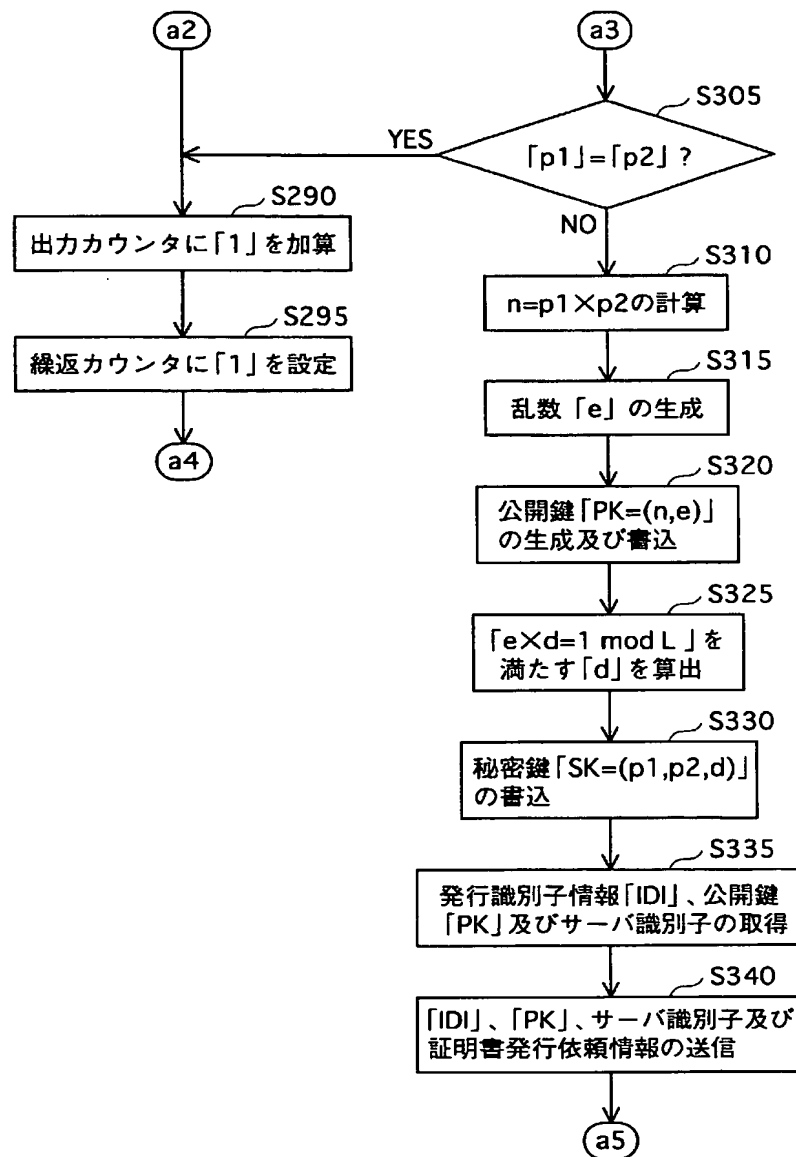 a2
a3
S305
YES
「p1」=「p2」?
NO
S290
出力カウンタに「1」を加算
S295
繰返カウンタに「1」を設定
a4
S310
n=p1×p2の計算
S315
乱数「e」の生成
S320
公開鍵「PK=(n,e)」
の生成及び書込
S325
「e×d=1 mod L」を
満たす「d」を算出
S330
秘密鍵「SK=(p1,p2,d)」
の書込
S335
発行識別子情報「IDI」、公開鍵
「PK」及びサーバ識別子の取得
S340
「IDI」、「PK」、サーバ識別子及び
証明書発行依頼情報の送信
a5